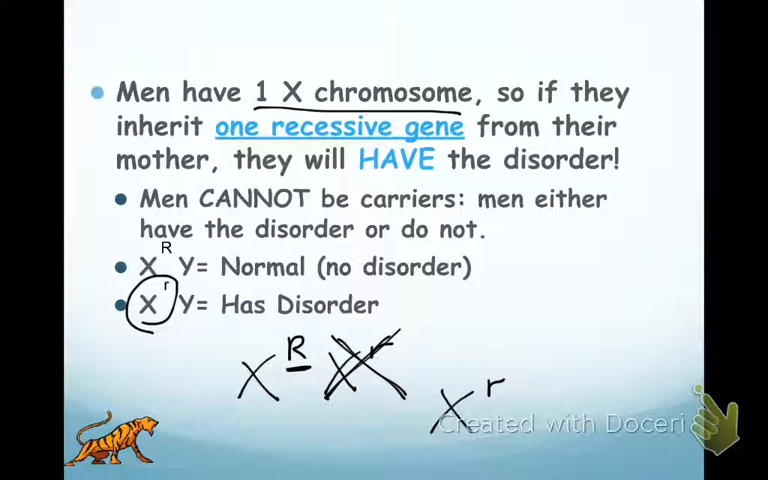 Men have 1 X chromosome, so if they
inherit one recessive gene from their
mother, they will HAVE the disorder!
Men CANNOT be carriers: men either
have the disorder or do not.
X^R Y= Normal (no disorder)
X^r Y= Has Disorder
X^R X^r X^r
Created with Doceri